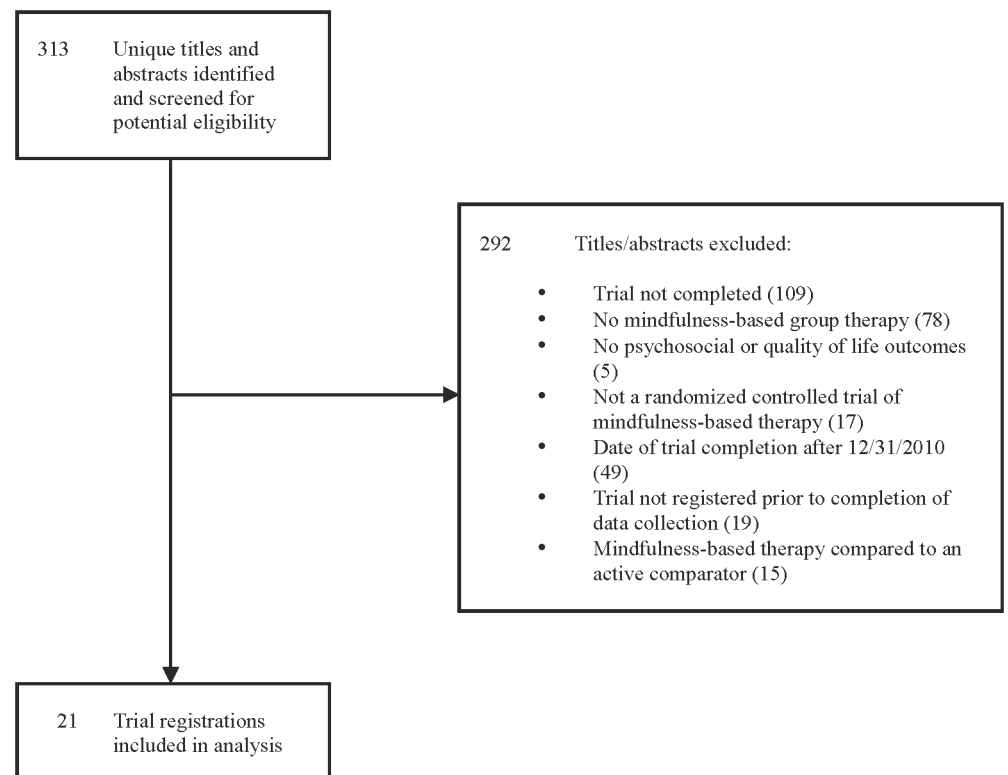 313 Unique titles and
abstracts identified
and screened for
potential eligibility
292 Titles/abstracts excluded:
• Trial not completed (109)
• No mindfulness-based group therapy (78)
• No psychosocial or quality of life outcomes
(5)
• Not a randomized controlled trial of
mindfulness-based therapy (17)
• Date of trial completion after 12/31/2010
(49)
• Trial not registered prior to completion of
data collection (19)
• Mindfulness-based therapy compared to an
active comparator (15)
21 Trial registrations
included in analysis